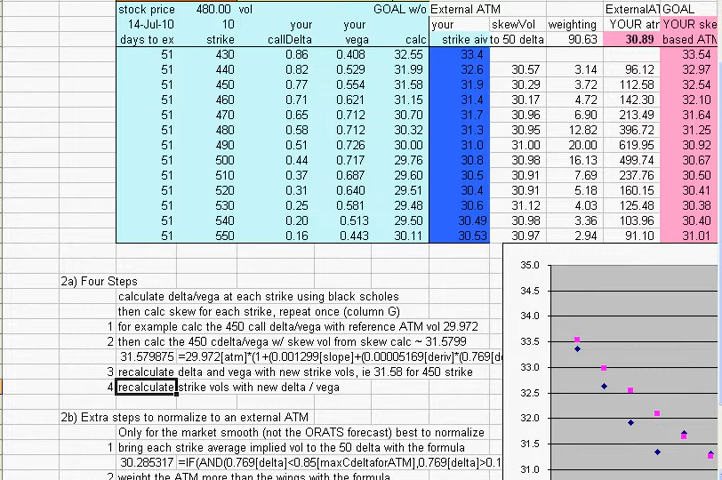 stock price 480.00 vol GOAL w/o External ATM ExternalAT GOAL
14-Jul-10 10 your your your skewVol weighting YOUR atm YOUR ske
days to ex strike callDelta vega calc strike aiv to 50 delta 90.63 30.89 based ATM
51 430 0.86 0.408 32.55 33.4 33.54
51 440 0.82 0.529 31.99 32.6 30.57 3.14 96.12 32.97
51 450 0.77 0.554 31.58 31.9 30.29 3.72 112.58 32.54
51 460 0.71 0.621 31.15 31.4 30.17 4.72 142.30 32.10
51 470 0.65 0.712 30.70 31.7 30.96 6.90 213.49 31.64
51 480 0.58 0.712 30.32 31.3 30.95 12.82 396.72 31.25
51 490 0.51 0.726 30.00 31.0 31.00 20.00 619.95 30.92
51 500 0.44 0.717 29.76 30.8 30.98 16.13 499.74 30.67
51 510 0.37 0.687 29.60 30.5 30.91 7.69 237.76 30.50
51 520 0.31 0.640 29.51 30.4 30.91 5.18 160.15 30.41
51 530 0.25 0.581 29.48 30.6 31.12 4.03 125.48 30.38
51 540 0.20 0.513 29.50 30.49 30.98 3.36 103.96 30.40
51 550 0.16 0.443 30.11 30.53 30.97 2.94 91.10 31.01
2a) Four Steps
calculate delta/vega at each strike using black scholes
then calc skew for each strike, repeat once (column G)
1 for example calc the 450 call delta/vega with reference ATM vol 29.972
2 then calc the 450 cdelta/vega w/ skew vol from skew calc ~ 31.5799
31.579875 =29.972[atm]*(1+(0.001299[slope]+(0.00005169[deriv]*(0.769[de
3 recalculate delta and vega with new strike vols, ie 31.58 for 450 strike
4 recalculate strike vols with new delta / vega
2b) Extra steps to normalize to an external ATM
Only for the market smooth (not the ORATS forecast) best to normalize
1 bring each strike average implied vol to the 50 delta with the formula
30.285317 =IF(AND(0.769[delta]<0.85[maxCdeltaforATM],0.769[delta]>0.1
2 weight the ATM more than the wings with the formula
35.0
34.5
34.0
33.5
33.0
32.5
32.0
31.5
31.0